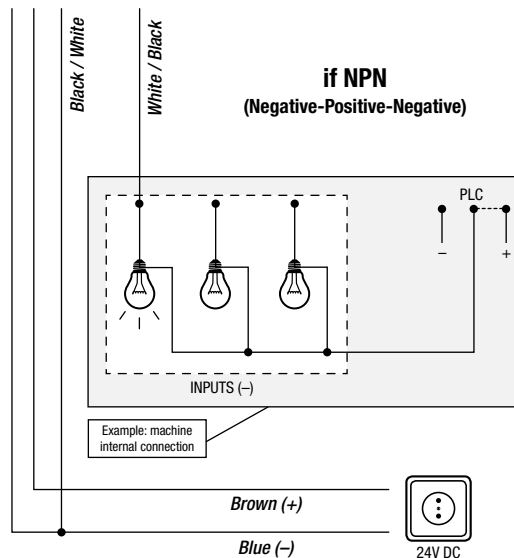 Black / White
White / Black
if NPN
(Negative-Positive-Negative)
PLC
– +
INPUTS (–)
Example: machine
internal connection
Brown (+)
Blue (–)
24V DC